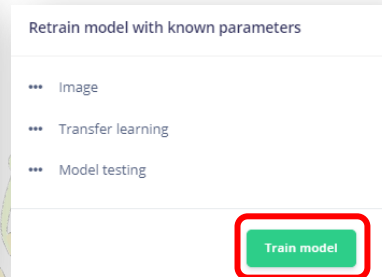 Retrain model with known parameters
••• Image
••• Transfer learning
••• Model testing
Train model